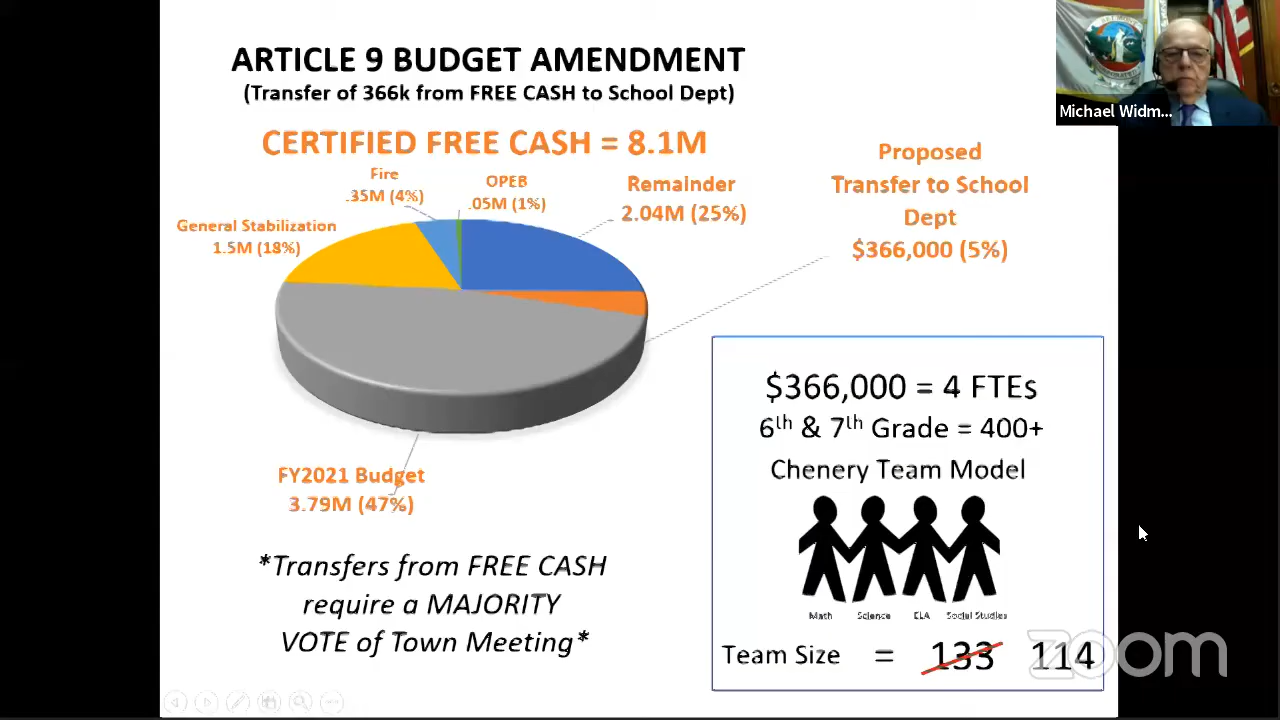 ARTICLE 9 BUDGET AMENDMENT
(Transfer of 366k from FREE CASH to School Dept)
CERTIFIED FREE CASH = 8.1M
Fire
.35M (4%)
OPEB
.05M (1%)
Remainder
2.04M (25%)
General Stabilization
1.5M (18%)
Proposed
Transfer to School
Dept
$366,000 (5%)
FY2021 Budget
3.79M (47%)
*Transfers from FREE CASH
require a MAJORITY
VOTE of Town Meeting*
$366,000 = 4 FTEs
6th & 7th Grade = 400+
Chenery Team Model
Math Science ELA Social Studies
Team Size = 133 114
Michael Widm...
zoom